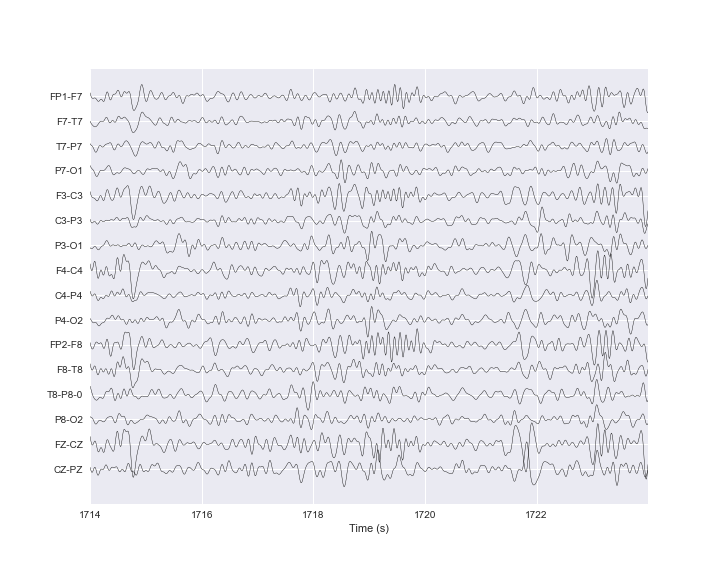 FP1-F7
F7-T7
T7-P7
P7-O1
F3-C3
C3-P3
P3-O1
F4-C4
C4-P4
P4-O2
FP2-F8
F8-T8
T8-P8-0
P8-O2
FZ-CZ
CZ-PZ
1714 1716 1718 1720 1722
Time (s)